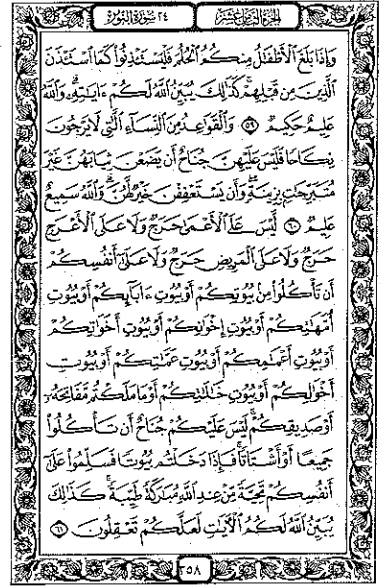 الجزء الثامن عشر
٢٤ سورة النور
وَإِذَا بَلَغَ ٱلْأَطْفَٰلُ مِنكُمُ ٱلْحُلُمَ فَلْيَسْتَـْٔذِنُوا۟ كَمَا ٱسْتَـْٔذَنَ
ٱلَّذِينَ مِن قَبْلِهِمْ كَذَٰلِكَ يُبَيِّنُ ٱللَّهُ لَكُمْ ءَايَٰتِهِۦ وَٱللَّهُ
عَلِيمٌ حَكِيمٌ ۝٥٩ وَٱلْقَوَٰعِدُ مِنَ ٱلنِّسَآءِ ٱلَّٰتِى لَا يَرْجُونَ
نِكَاحًا فَلَيْسَ عَلَيْهِنَّ جُنَاحٌ أَن يَضَعْنَ ثِيَابَهُنَّ غَيْرَ
مُتَبَرِّجَٰتٍۭ بِزِينَةٍ وَأَن يَسْتَعْفِفْنَ خَيْرٌ لَّهُنَّ وَٱللَّهُ سَمِيعٌ
عَلِيمٌ ۝٦٠ لَّيْسَ عَلَى ٱلْأَعْمَىٰ حَرَجٌ وَلَا عَلَى ٱلْأَعْرَجِ
حَرَجٌ وَلَا عَلَى ٱلْمَرِيضِ حَرَجٌ وَلَا عَلَىٰٓ أَنفُسِكُمْ
أَن تَأْكُلُوا۟ مِنۢ بُيُوتِكُمْ أَوْ بُيُوتِ ءَابَآئِكُمْ أَوْ بُيُوتِ
أُمَّهَٰتِكُمْ أَوْ بُيُوتِ إِخْوَٰنِكُمْ أَوْ بُيُوتِ أَخَوَٰتِكُمْ
أَوْ بُيُوتِ أَعْمَٰمِكُمْ أَوْ بُيُوتِ عَمَّٰتِكُمْ أَوْ بُيُوتِ
أَخْوَٰلِكُمْ أَوْ بُيُوتِ خَٰلَٰتِكُمْ أَوْ مَا مَلَكْتُم مَّفَاتِحَهُۥٓ
أَوْ صَدِيقِكُمْ لَيْسَ عَلَيْكُمْ جُنَاحٌ أَن تَأْكُلُوا۟
جَمِيعًا أَوْ أَشْتَاتًا فَإِذَا دَخَلْتُم بُيُوتًا فَسَلِّمُوا۟ عَلَىٰٓ
أَنفُسِكُمْ تَحِيَّةً مِّنْ عِندِ ٱللَّهِ مُبَٰرَكَةً طَيِّبَةً كَذَٰلِكَ
يُبَيِّنُ ٱللَّهُ لَكُمُ ٱلْـَٔايَٰتِ لَعَلَّكُمْ تَعْقِلُونَ ۝٦١
٣٥٨